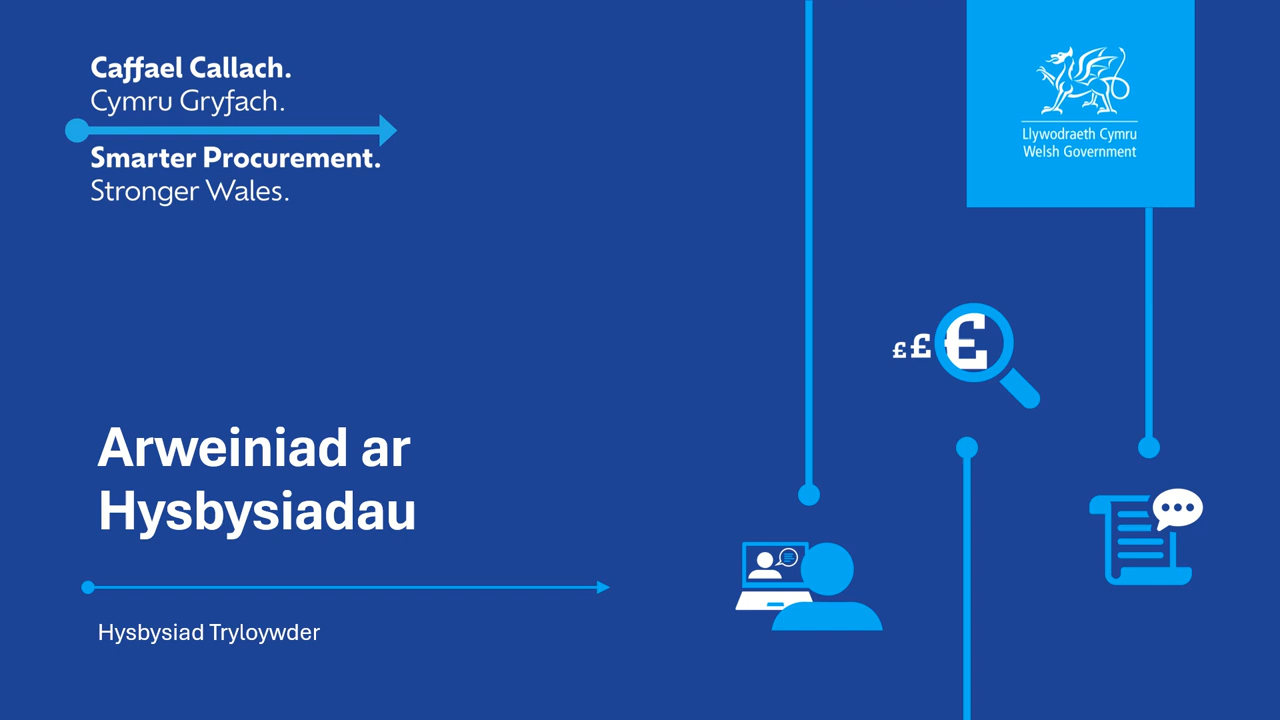 Caffael Callach.
Cymru Gryfach.
Smarter Procurement.
Stronger Wales.
Llywodraeth Cymru
Welsh Government
££ £
Arweiniad ar
Hysbysiadau
Hysbysiad Tryloywder